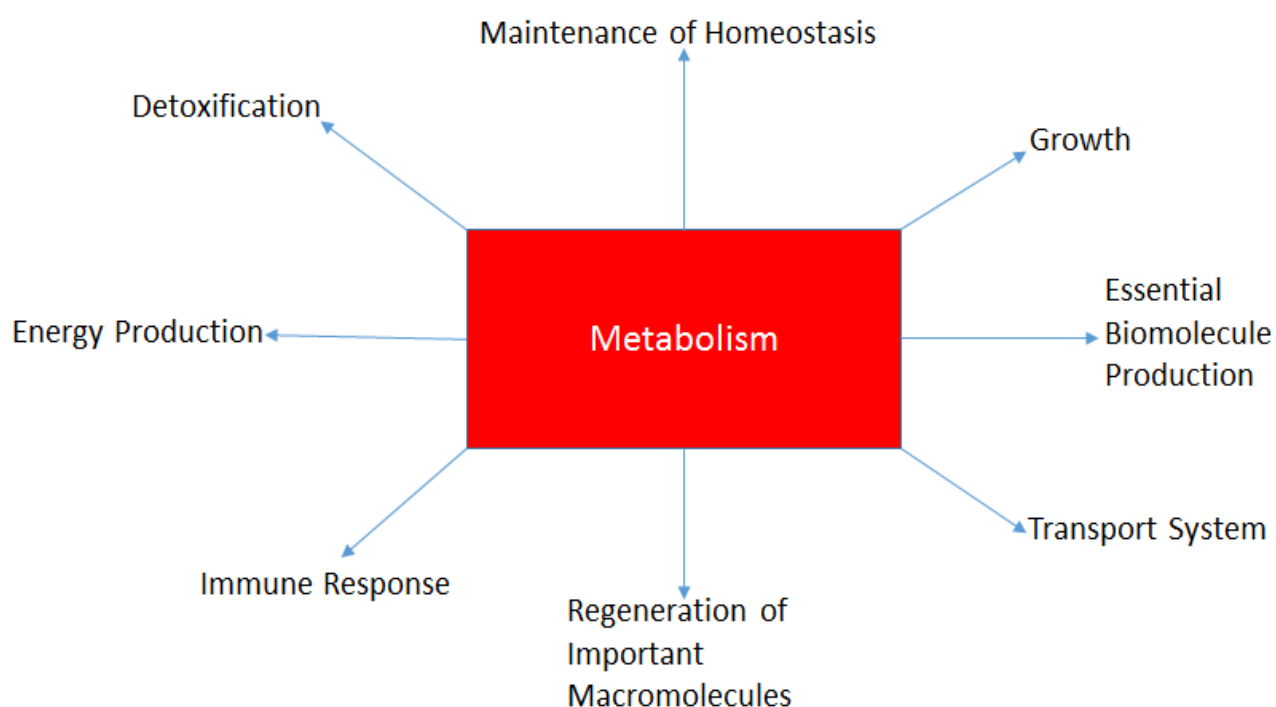 Maintenance of Homeostasis
Detoxification
Growth
Essential
Biomolecule
Production
Energy Production
Metabolism
Transport System
Immune Response
Regeneration of
Important
Macromolecules